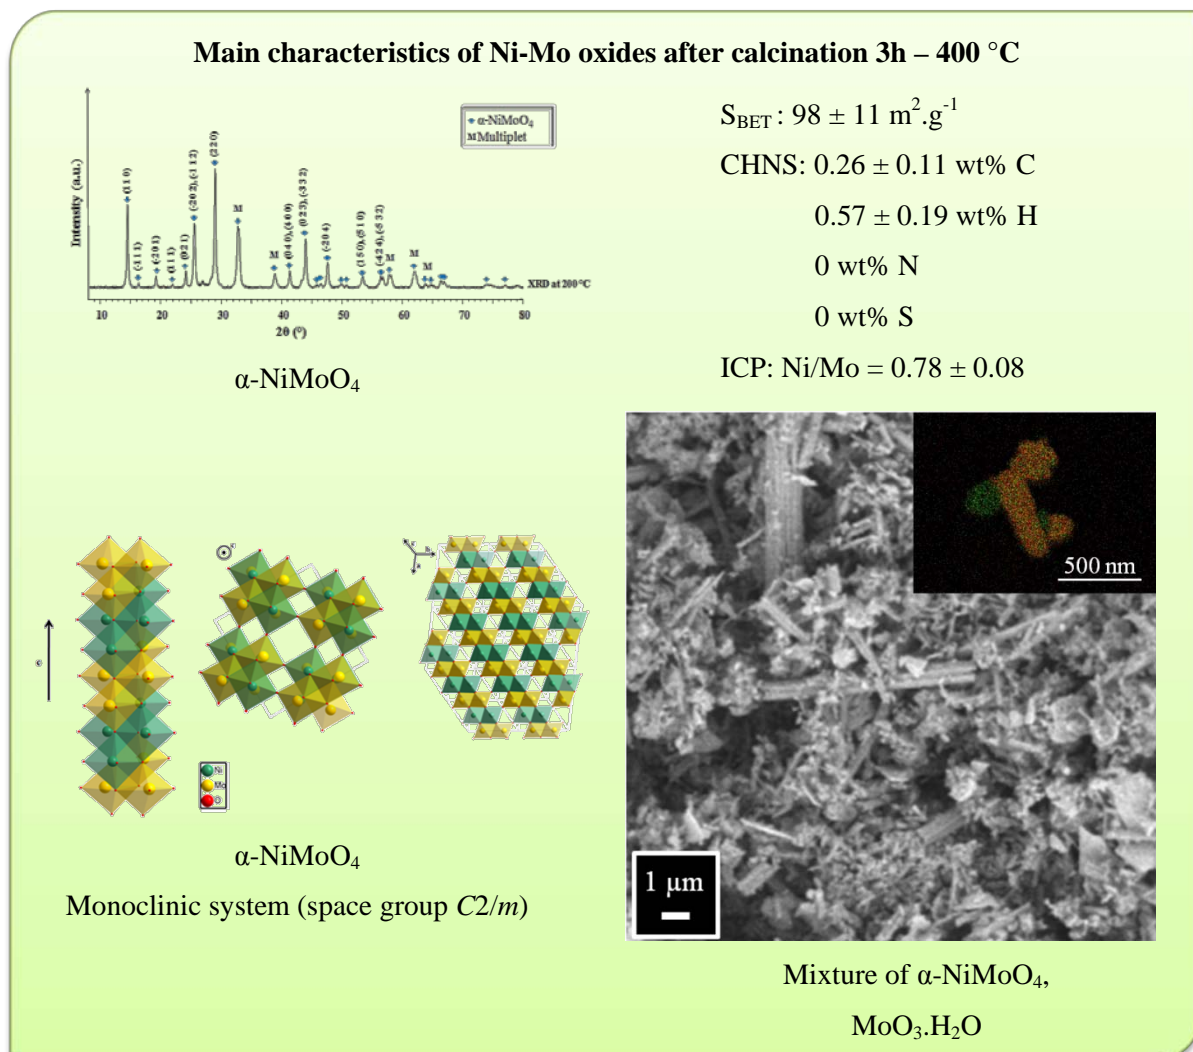 Main characteristics of Ni-Mo oxides after calcination 3h – 400 °C
Intensity (a.u.)
(110)
(-111)
(-201)
(111)
(021)
(-202),(-112)
(220)
M
M
(040),(400)
(023),(-332)
(-204)
(150),(510)
(-424),(-532)
M
M
M
α-NiMoO₄
M Multiplet
XRD at 200 °C
10 20 30 40 50 60 70 80
2θ (°)
α-NiMoO₄
S_BET : 98 ± 11 m².g⁻¹
CHNS: 0.26 ± 0.11 wt% C
0.57 ± 0.19 wt% H
0 wt% N
0 wt% S
ICP: Ni/Mo = 0.78 ± 0.08
500 nm
c
Ni
Mo
O
1 µm
α-NiMoO₄
Monoclinic system (space group C2/m)
Mixture of α-NiMoO₄,
MoO₃.H₂O